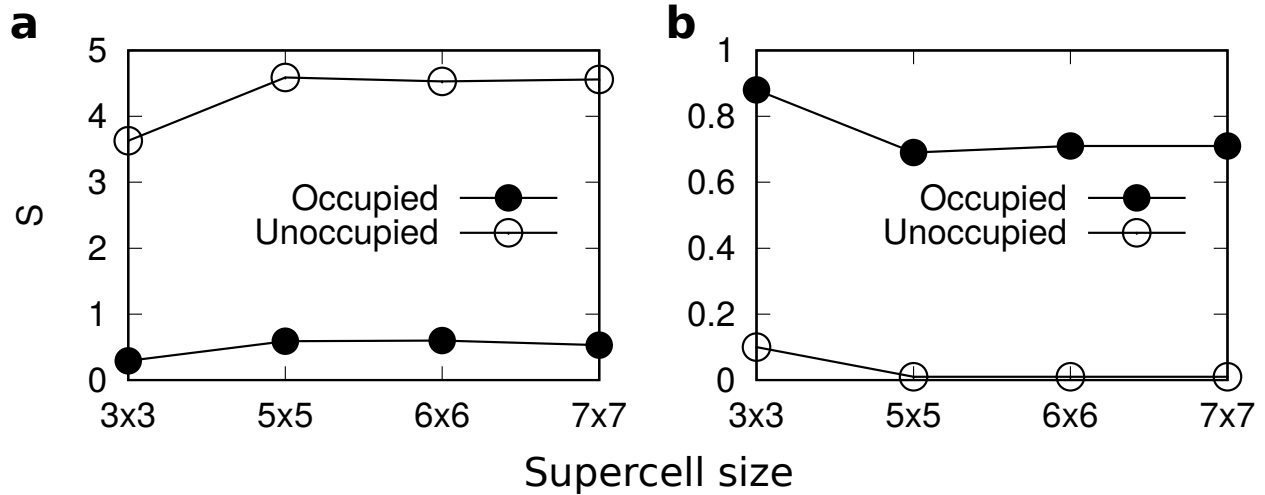 a
5
4
3
2
1
0
S
Occupied
Unoccupied
3x3 5x5 6x6 7x7
b
1
0.8
0.6
0.4
0.2
0
Occupied
Unoccupied
3x3 5x5 6x6 7x7
Supercell size